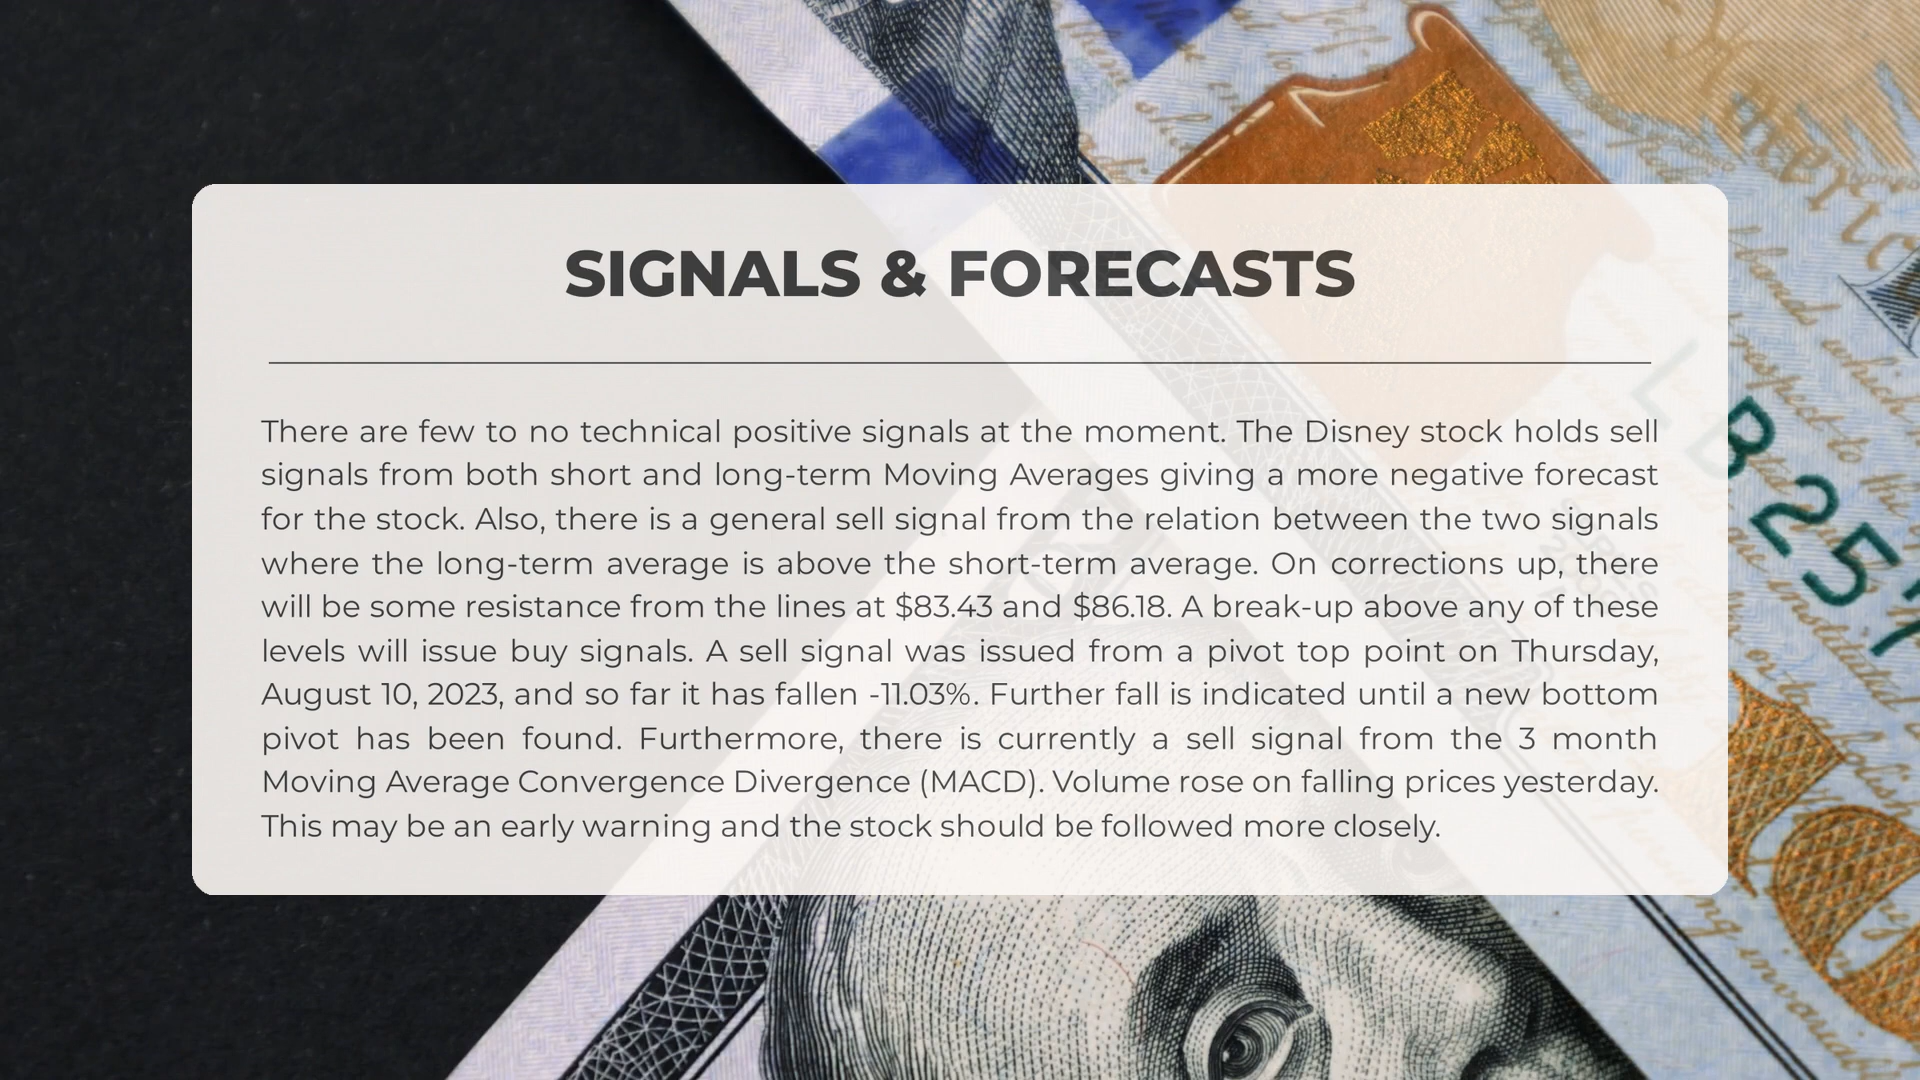 SIGNALS & FORECASTS
There are few to no technical positive signals at the moment. The Disney stock holds sell
signals from both short and long-term Moving Averages giving a more negative forecast
for the stock. Also, there is a general sell signal from the relation between the two signals
where the long-term average is above the short-term average. On corrections up, there
will be some resistance from the lines at $83.43 and $86.18. A break-up above any of these
levels will issue buy signals. A sell signal was issued from a pivot top point on Thursday,
August 10, 2023, and so far it has fallen -11.03%. Further fall is indicated until a new bottom
pivot has been found. Furthermore, there is currently a sell signal from the 3 month
Moving Average Convergence Divergence (MACD). Volume rose on falling prices yesterday.
This may be an early warning and the stock should be followed more closely.